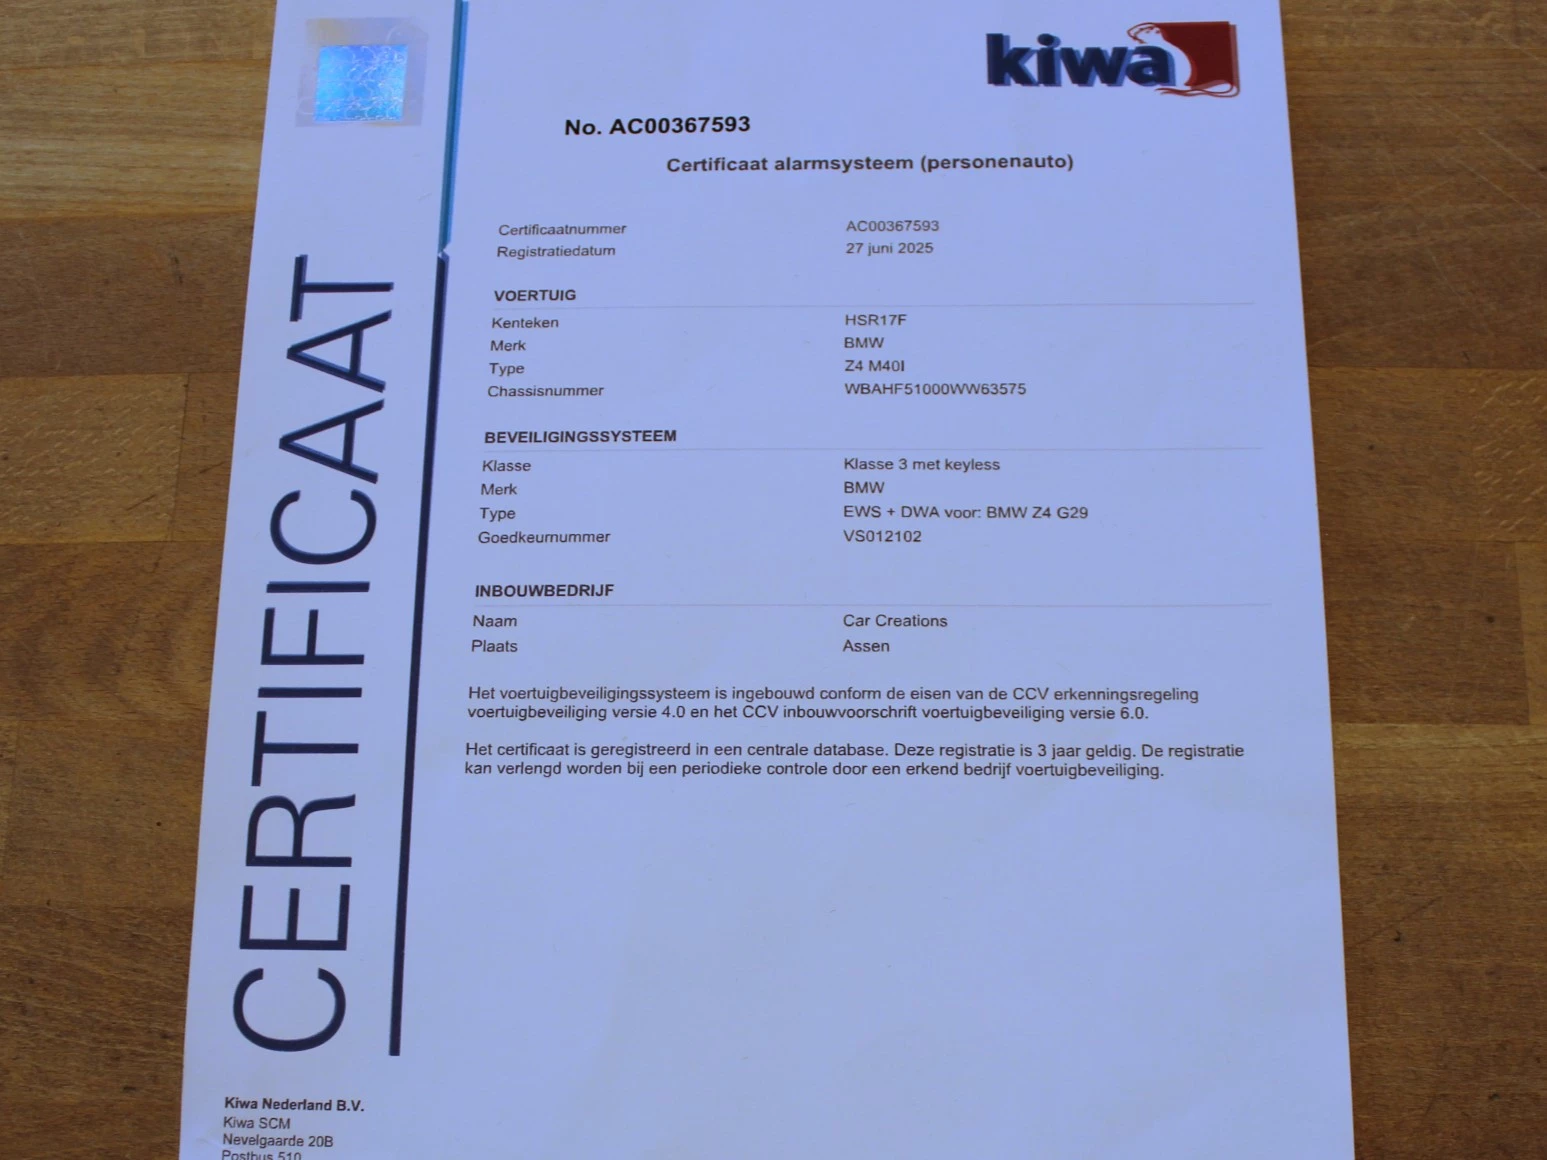 kiwa
No. AC00367593
Certificaat alarmsysteem (personenauto)
Certificaatnummer AC00367593
Registratiedatum 27 juni 2025
VOERTUIG
Kenteken HSR17F
Merk BMW
Type Z4 M40I
Chassisnummer WBAHF51000WW63575
BEVEILIGINGSSYSTEEM
Klasse Klasse 3 met keyless
Merk BMW
Type EWS + DWA voor: BMW Z4 G29
Goedkeurnummer VS012102
INBOUWBEDRIJF
Naam Car Creations
Plaats Assen
Het voertuigbeveiligingssysteem is ingebouwd conform de eisen van de CCV erkenningsregeling
voertuigbeveiliging versie 4.0 en het CCV inbouwvoorschrift voertuigbeveiliging versie 6.0.
Het certificaat is geregistreerd in een centrale database. Deze registratie is 3 jaar geldig. De registratie
kan verlengd worden bij een periodieke controle door een erkend bedrijf voertuigbeveiliging.
CERTIFICAAT
Kiwa Nederland B.V.
Kiwa SCM
Nevelgaarde 20B
Postbus 510